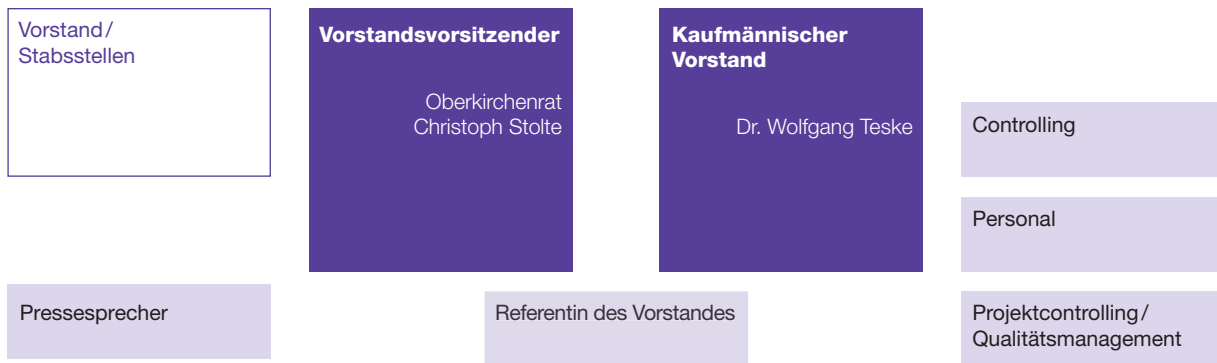 Vorstand/
Stabsstellen
Vorstandsvorsitzender
Oberkirchenrat
Christoph Stolte
Kaufmännischer
Vorstand
Dr. Wolfgang Teske
Controlling
Personal
Pressesprecher
Referentin des Vorstandes
Projektcontrolling/
Qualitätsmanagement